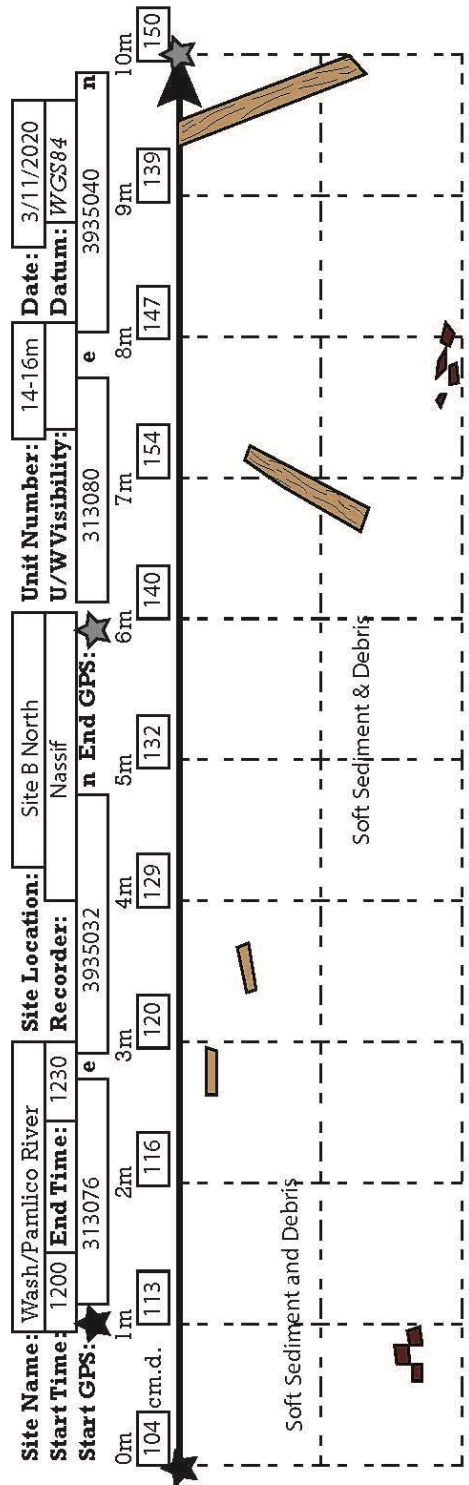 Site Name: Wash/Pamlico River Site Location: Site B North Unit Number: 14-16m Date: 3/11/2020
Start Time: 1200 End Time: 1230 Recorder: Nassif U/W Visibility: Datum: WGS84
Start GPS: 313076 e 3935032 n End GPS: 313080 e 3935040 n
0m 1m 2m 3m 4m 5m 6m 7m 8m 9m 10m
104 cm.d. 113 116 120 129 132 140 154 147 139 150
Soft Sediment and Debris
Soft Sediment & Debris